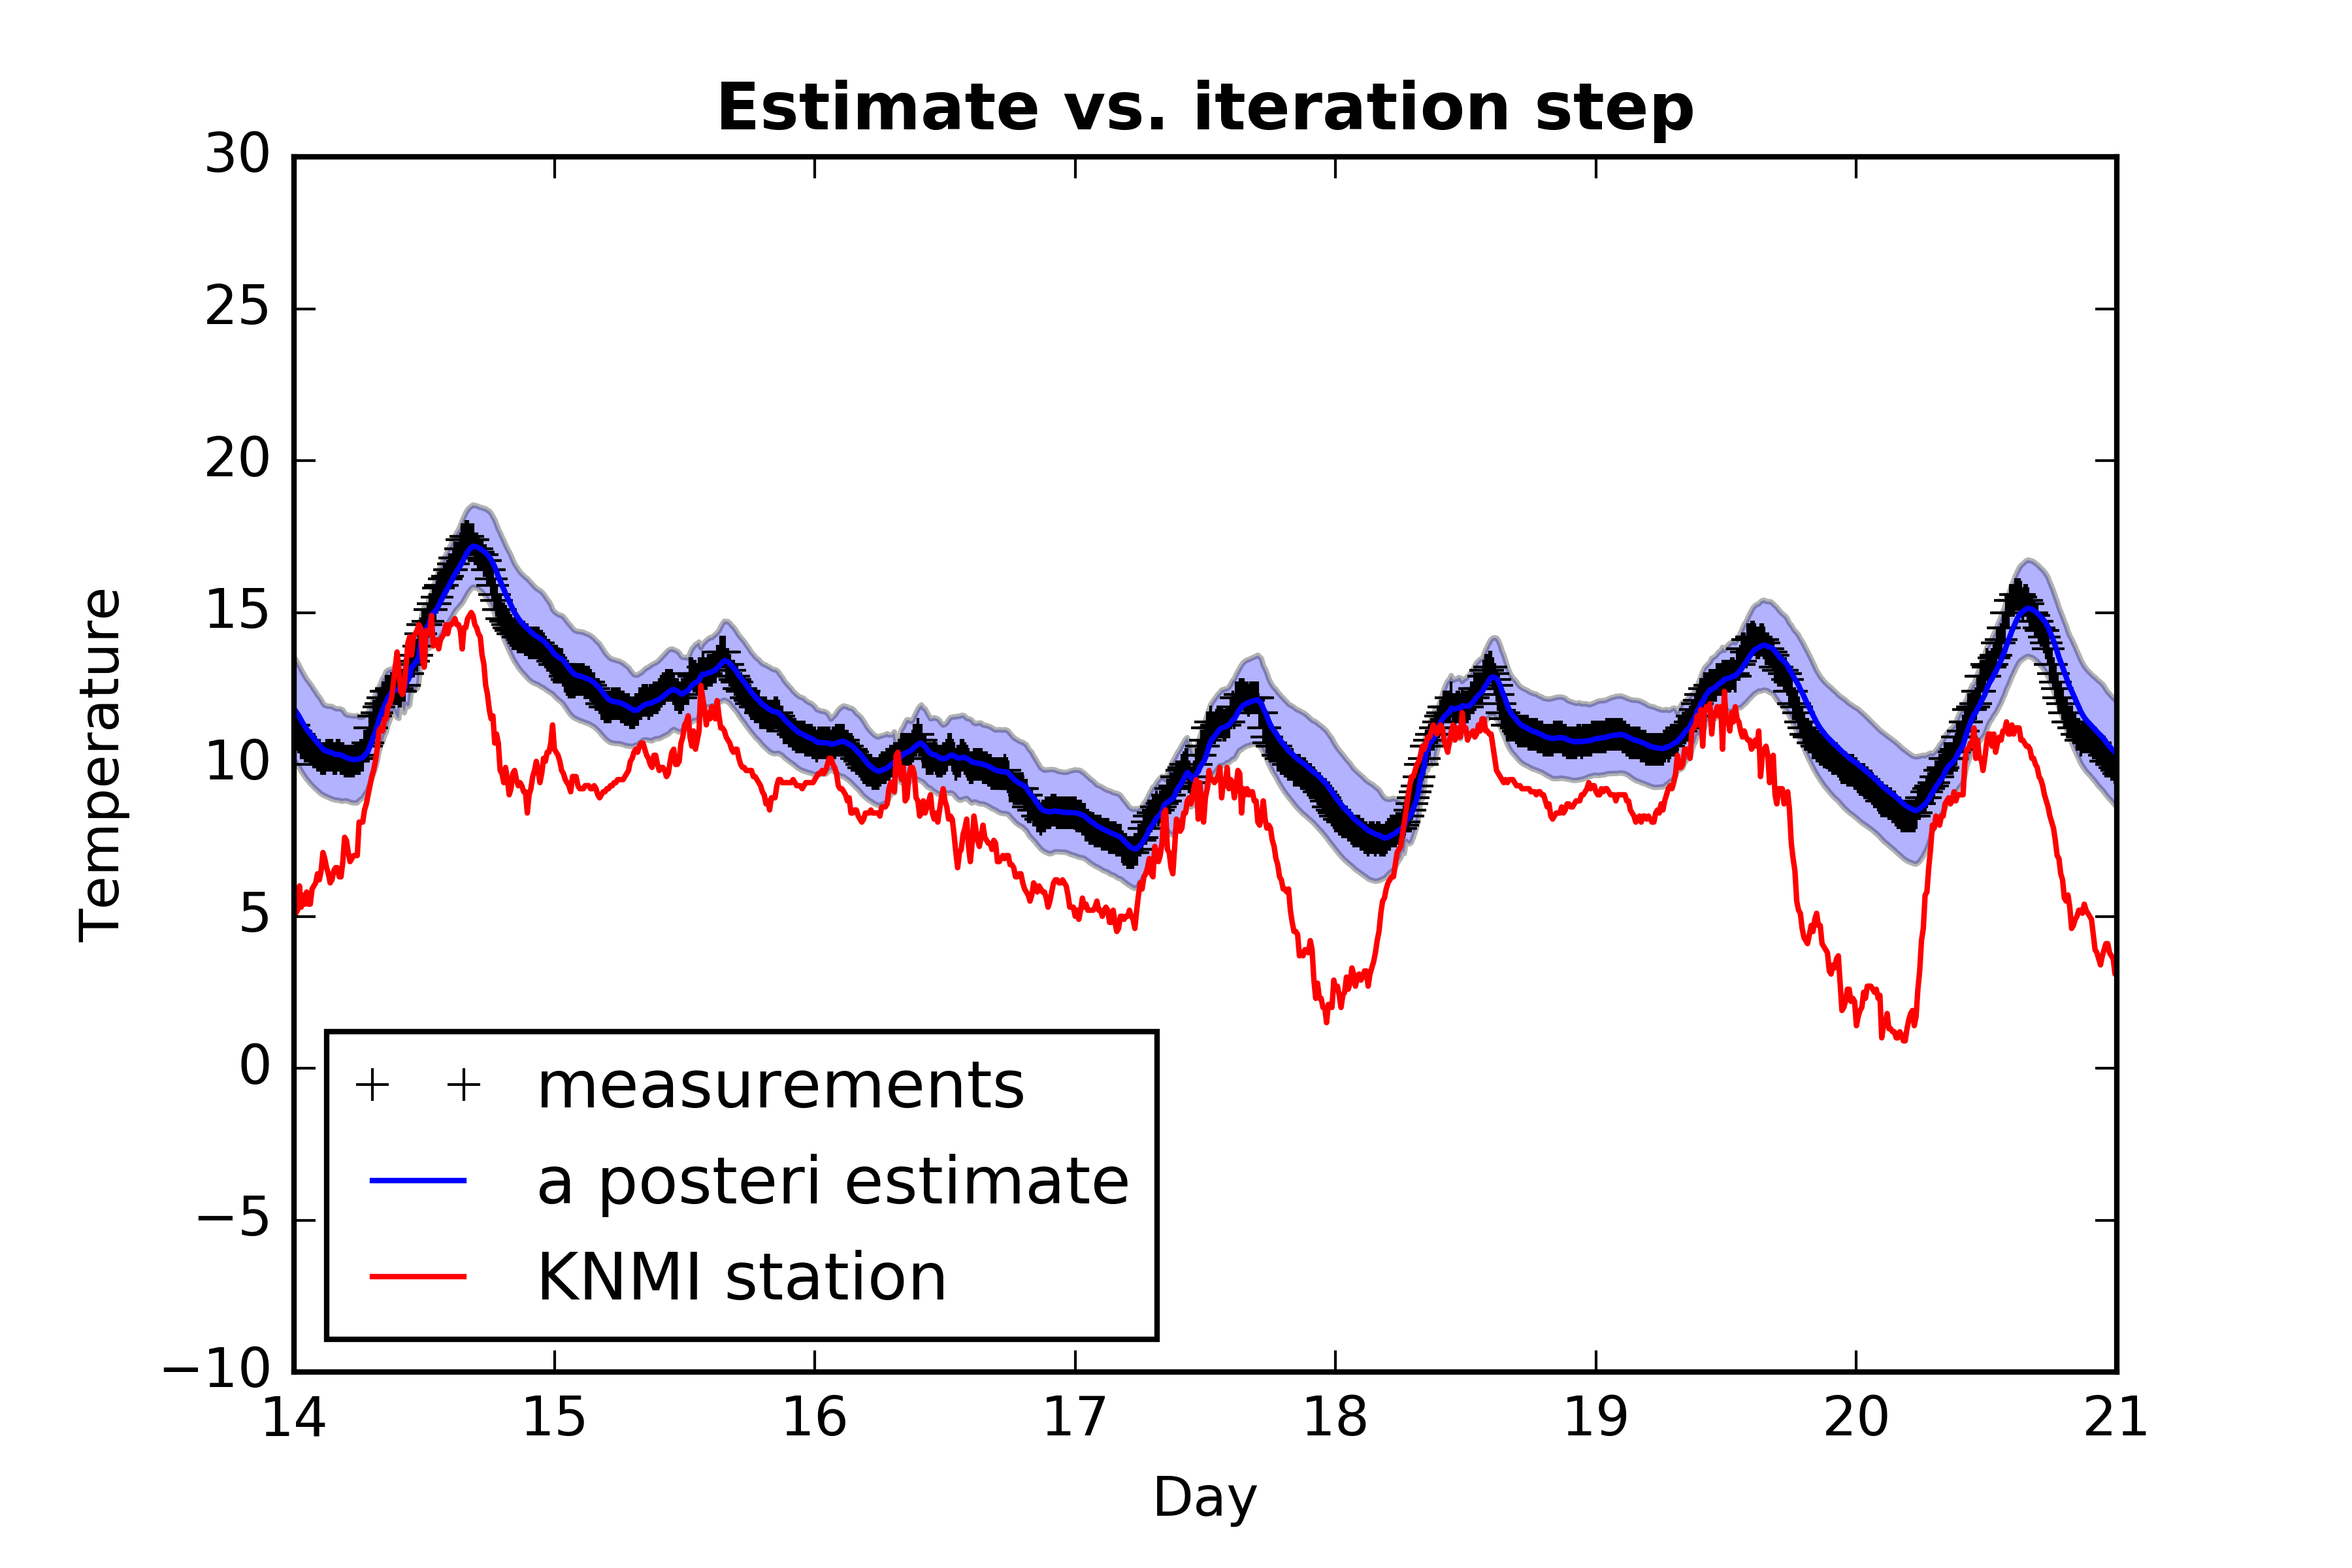 Estimate vs. iteration step
30
25
20
15
10
5
0
−5
−10
Temperature
measurements
a posteri estimate
KNMI station
14 15 16 17 18 19 20 21
Day